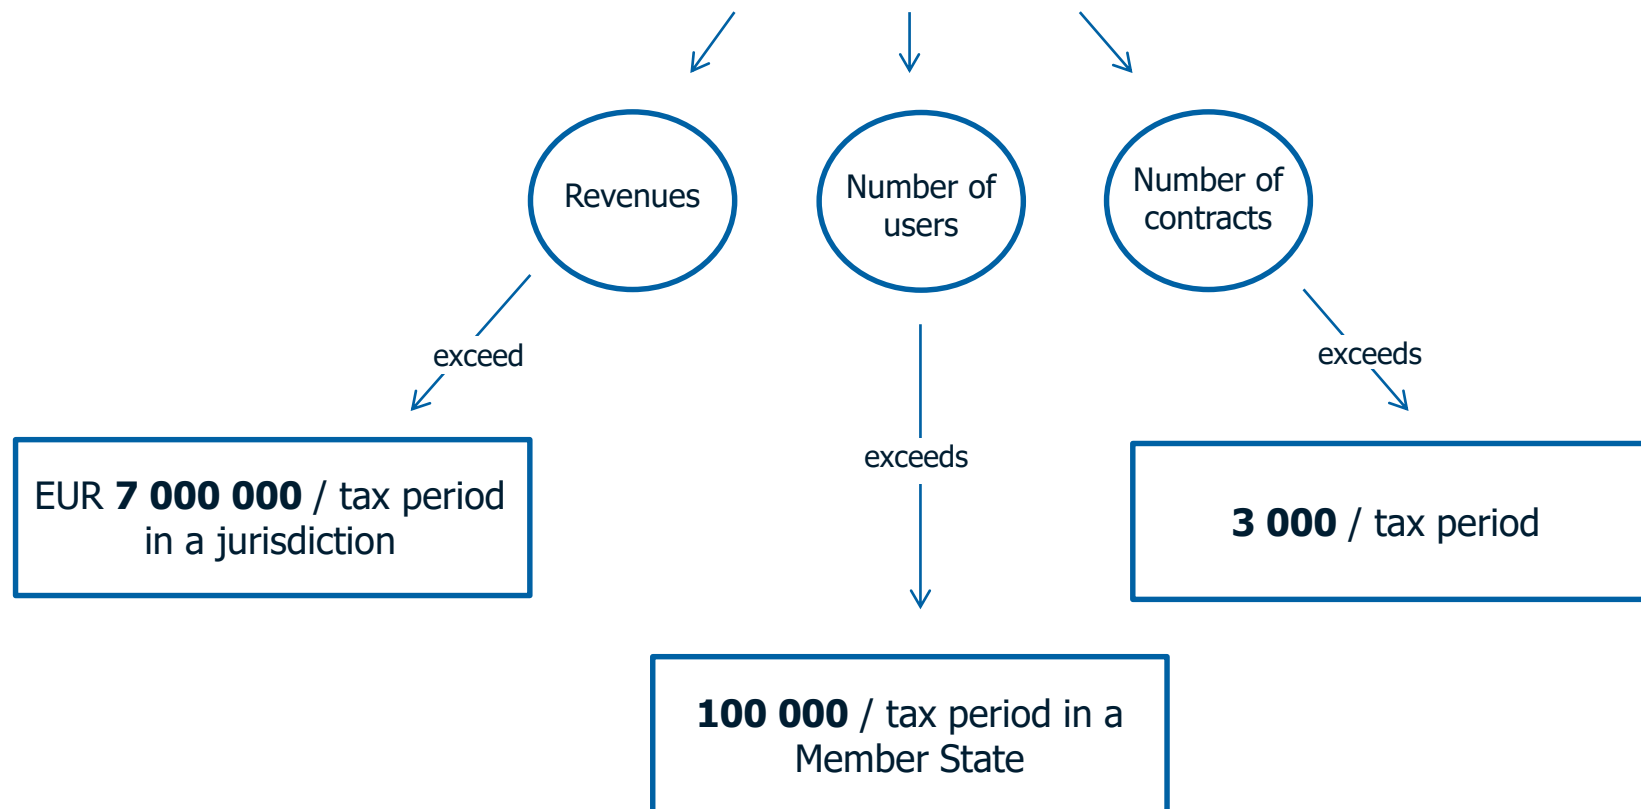 Revenues
Number of
users
Number of
contracts
exceed
exceeds
exceeds
EUR 7 000 000 / tax period
in a jurisdiction
3 000 / tax period
100 000 / tax period in a
Member State